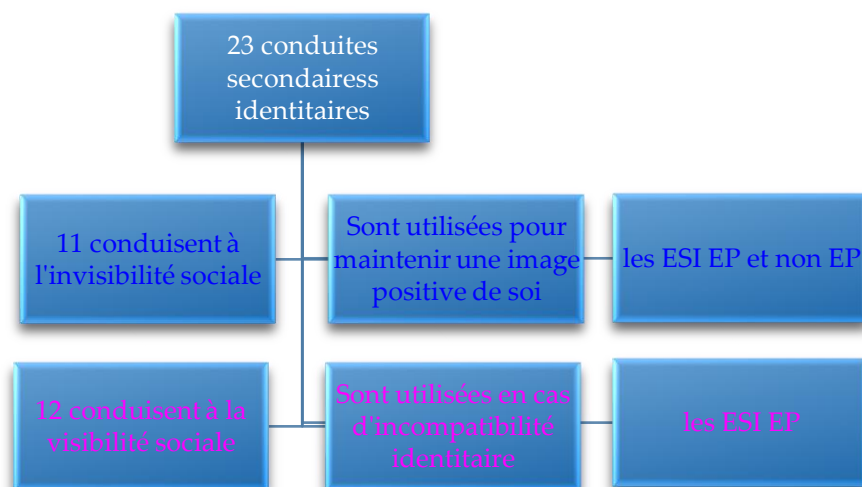 23 conduites
secondairess
identitaires
11 conduisent à
l'invisibilité sociale
Sont utilisées pour
maintenir une image
positive de soi
les ESI EP et non EP
12 conduisent à la
visibilité sociale
Sont utilisées en cas
d'incompatibilité
identitaire
les ESI EP